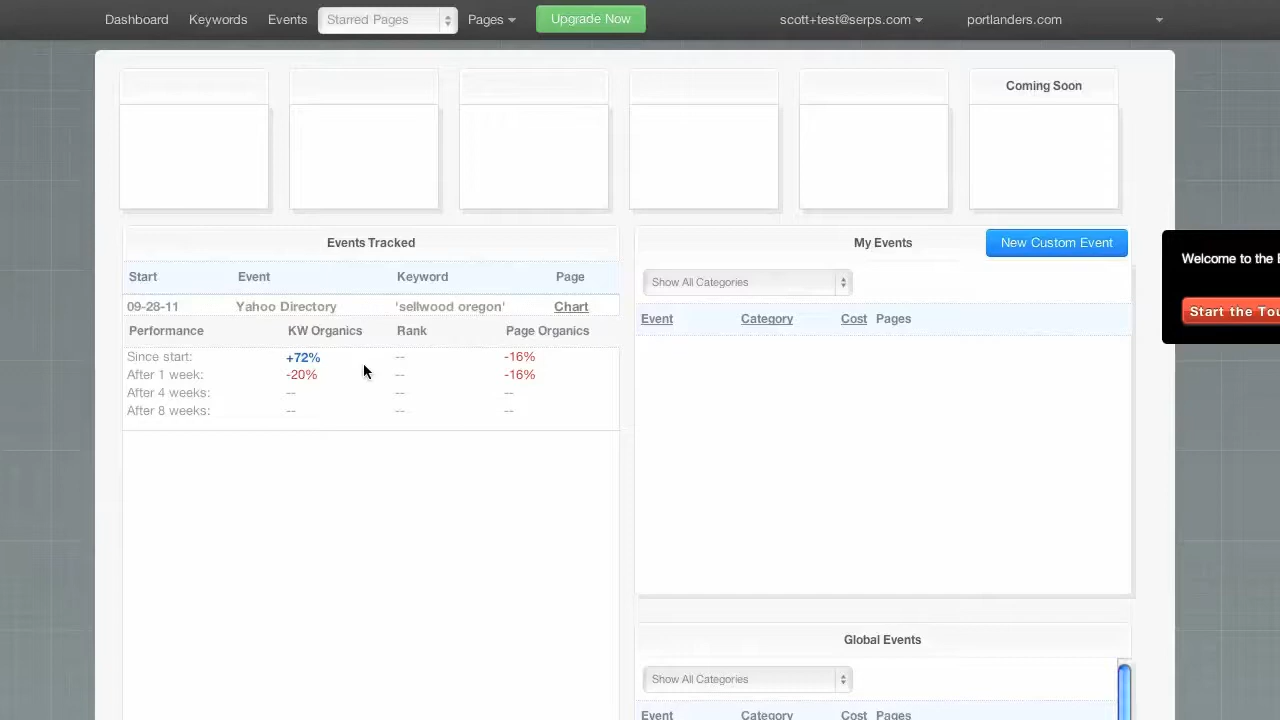 Dashboard Keywords Events Starred Pages Pages Upgrade Now scott+test@serps.com portlanders.com
Coming Soon
Events Tracked
Start Event Keyword Page
09-28-11 Yahoo Directory 'sellwood oregon' Chart
Performance KW Organics Rank Page Organics
Since start: +72% -- -16%
After 1 week: -20% -- -16%
After 4 weeks: -- -- --
After 8 weeks: -- -- --
My Events New Custom Event
Show All Categories
Event Category Cost Pages
Welcome to the
Start the
Global Events
Show All Categories
Event Category Cost Pages